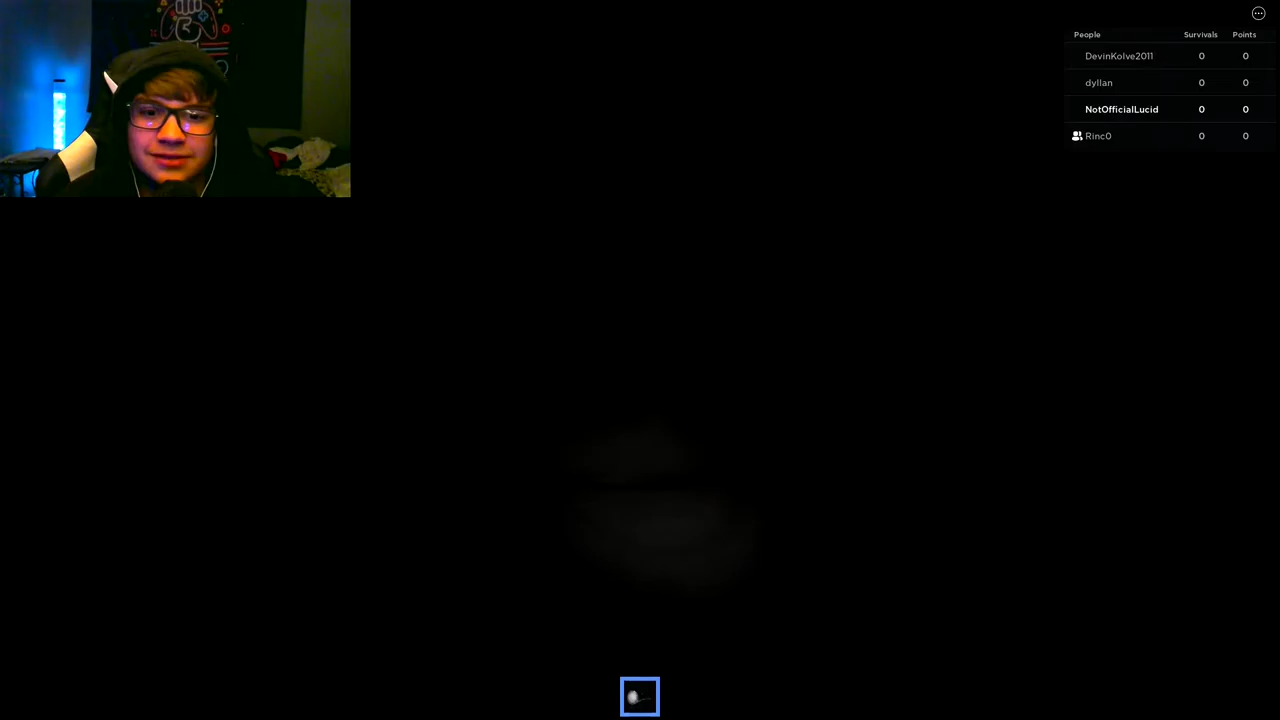 People Survivals Points
DevinKolve2011 0 0
dyllan 0 0
NotOfficialLucid 0 0
Rinc0 0 0